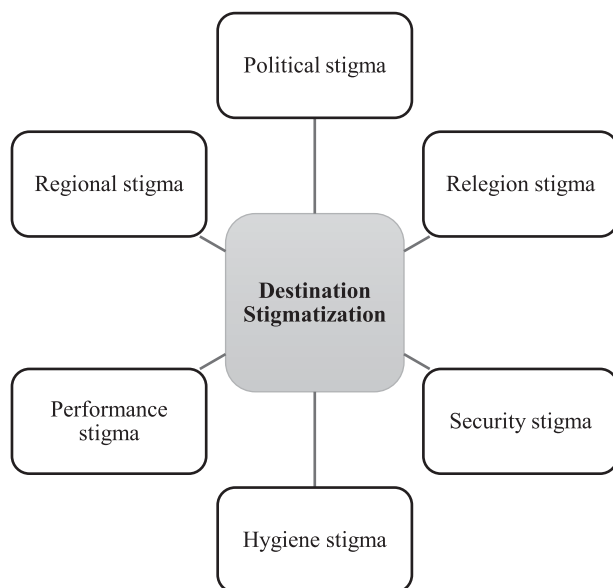 Political stigma
Regional stigma
Relegion stigma
Destination
Stigmatization
Performance
stigma
Security stigma
Hygiene stigma